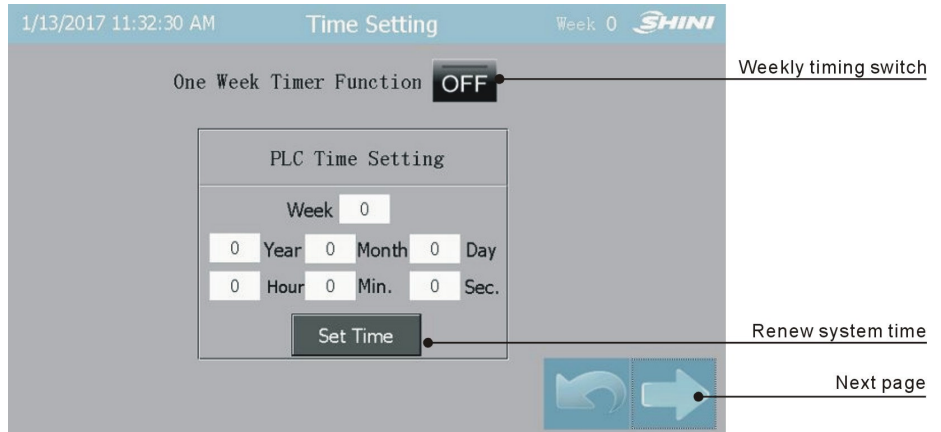 1/13/2017 11:32:30 AM Time Setting Week 0 SHINI
One Week Timer Function OFF
Weekly timing switch
PLC Time Setting
Week 0
0 Year 0 Month 0 Day
0 Hour 0 Min. 0 Sec.
Set Time
Renew system time
Next page